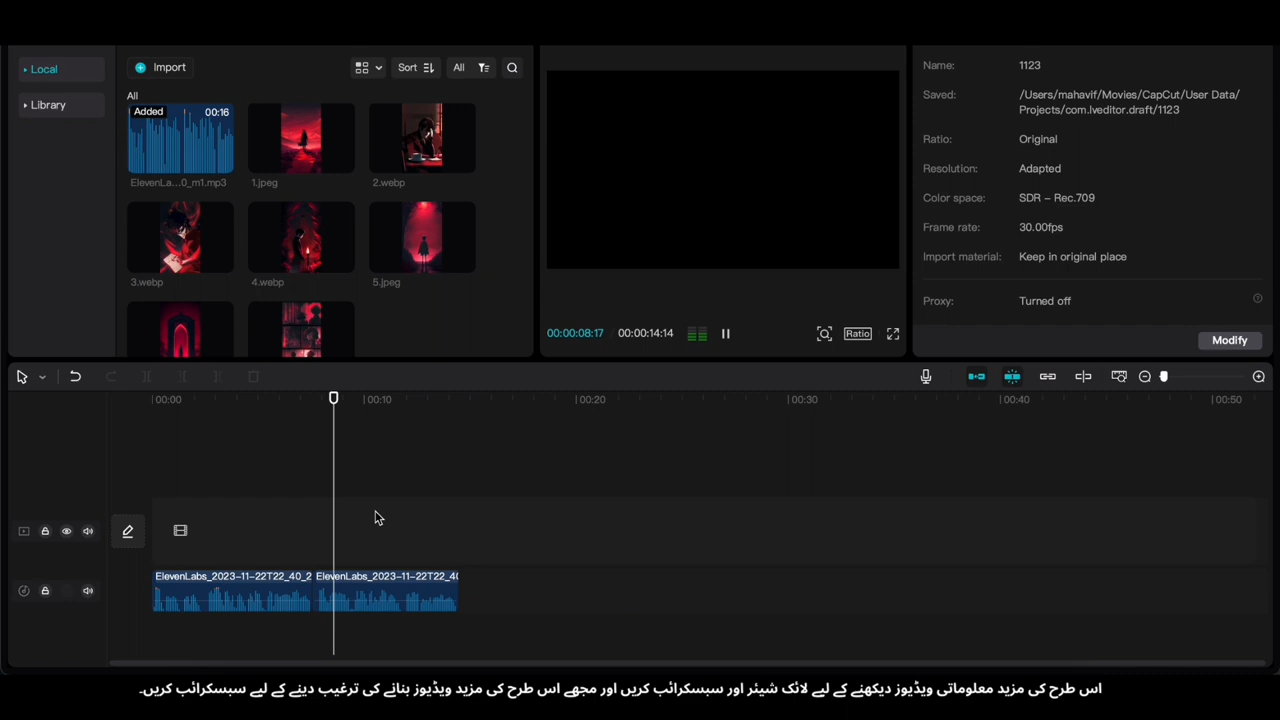 Local
Library
Import
Sort
All
All
Added
00:16
ElevenLa...0_m1.mp3
1.jpeg
2.webp
3.webp
4.webp
5.jpeg
00:00:08:17
00:00:14:14
Ratio
Name: 1123
Saved: /Users/mahavif/Movies/CapCut/User Data/
Projects/com.lveditor.draft/1123
Ratio: Original
Resolution: Adapted
Color space: SDR – Rec.709
Frame rate: 30.00fps
Import material: Keep in original place
Proxy: Turned off
Modify
00:00
00:10
00:20
00:30
00:40
00:50
ElevenLabs_2023-11-22T22_40_2
ElevenLabs_2023-11-22T22_40
اس طرح کی مزید معلوماتی ویڈیوز دیکھنے کے لیے لائک شیئر اور سبسکرائب کریں اور مجھے اس طرح کی مزید ویڈیوز بنانے کی ترغیب دینے کے لیے سبسکرائب کریں۔